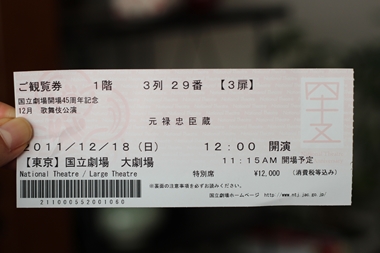 ご観覧券 1階 3列 29番 【3扉】
国立劇場開場45周年記念
12月 歌舞伎公演
元禄忠臣蔵
2011/12/18(日) 12:00 開演
【東京】国立劇場 大劇場 11:15AM 開場予定
National Theatre / Large Theatre 特別席 ¥12,000 (消費税等込み)
※裏面の注意事項を必ずお読みください。
国立劇場ホームページ http://www.ntj.jac.go.jp/
211000552001060